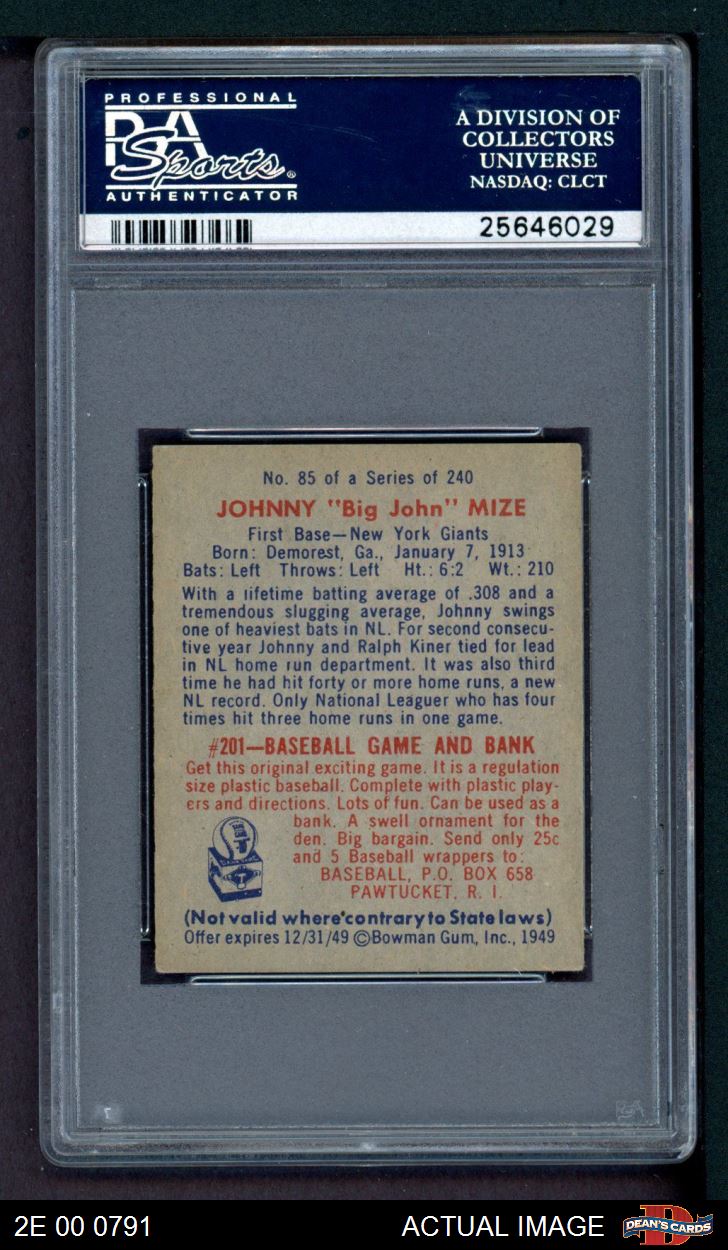 PROFESSIONAL
PSA
Sports®
AUTHENTICATOR
A DIVISION OF
COLLECTORS
UNIVERSE
NASDAQ: CLCT
25646029
No. 85 of a Series of 240
JOHNNY "Big John" MIZE
First Base—New York Giants
Born: Demorest, Ga., January 7, 1913
Bats: Left Throws: Left Ht.: 6:2 Wt.: 210
With a lifetime batting average of .308 and a
tremendous slugging average, Johnny swings
one of heaviest bats in NL. For second consecu-
tive year Johnny and Ralph Kiner tied for lead
in NL home run department. It was also third
time he had hit forty or more home runs, a new
NL record. Only National Leaguer who has four
times hit three home runs in one game.
#201—BASEBALL GAME AND BANK
Get this original exciting game. It is a regulation
size plastic baseball. Complete with plastic play-
ers and directions. Lots of fun. Can be used as a
bank. A swell ornament for the
den. Big bargain. Send only 25c
and 5 Baseball wrappers to:
BASEBALL, P.O. BOX 658
PAWTUCKET, R. I.
(Not valid where contrary to State laws)
Offer expires 12/31/49 ©Bowman Gum, Inc., 1949
2E 00 0791
ACTUAL IMAGE
DEAN'S CARDS